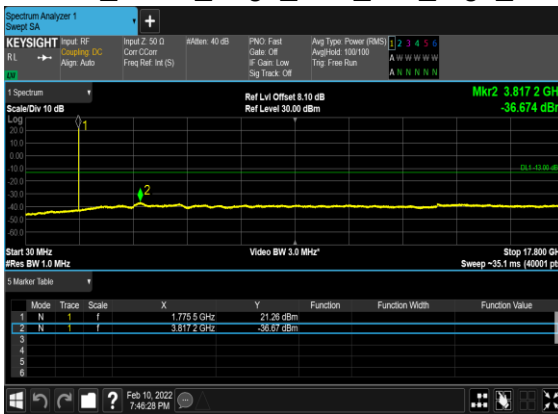 Spectrum Analyzer 1
Swept SA
KEYSIGHT Input: RF Input Z: 50 Ω #Atten: 40 dB PNO: Fast Avg Type: Power (RMS) 1 2 3 4 5 6
RL Coupling: DC Corr CCorr Gate: Off Avg|Hold: 100/100 A W W W W W
Align: Auto Freq Ref: Int (S) IF Gain: Low Trig: Free Run
Sig Track: Off A N N N N N
1 Spectrum Ref Lvl Offset 8.10 dB Mkr2 3.817 2 GH
Scale/Div 10 dB Ref Level 30.00 dBm -36.674 dBm
Log
20.0 1
10.0
0.00
-10.0 DL1 -13.00 dB
-20.0
-30.0 2
-40.0
-50.0
-60.0
Start 30 MHz Video BW 3.0 MHz* Stop 17.800 GH
#Res BW 1.0 MHz Sweep ~35.1 ms (40001 pt
5 Marker Table
Mode Trace Scale X Y Function Function Width Function Value
1 N 1 f 1.775 5 GHz 21.26 dBm
2 N 1 f 3.817 2 GHz -36.67 dBm
3
4
5
6
? Feb 10, 2022
7:46:28 PM